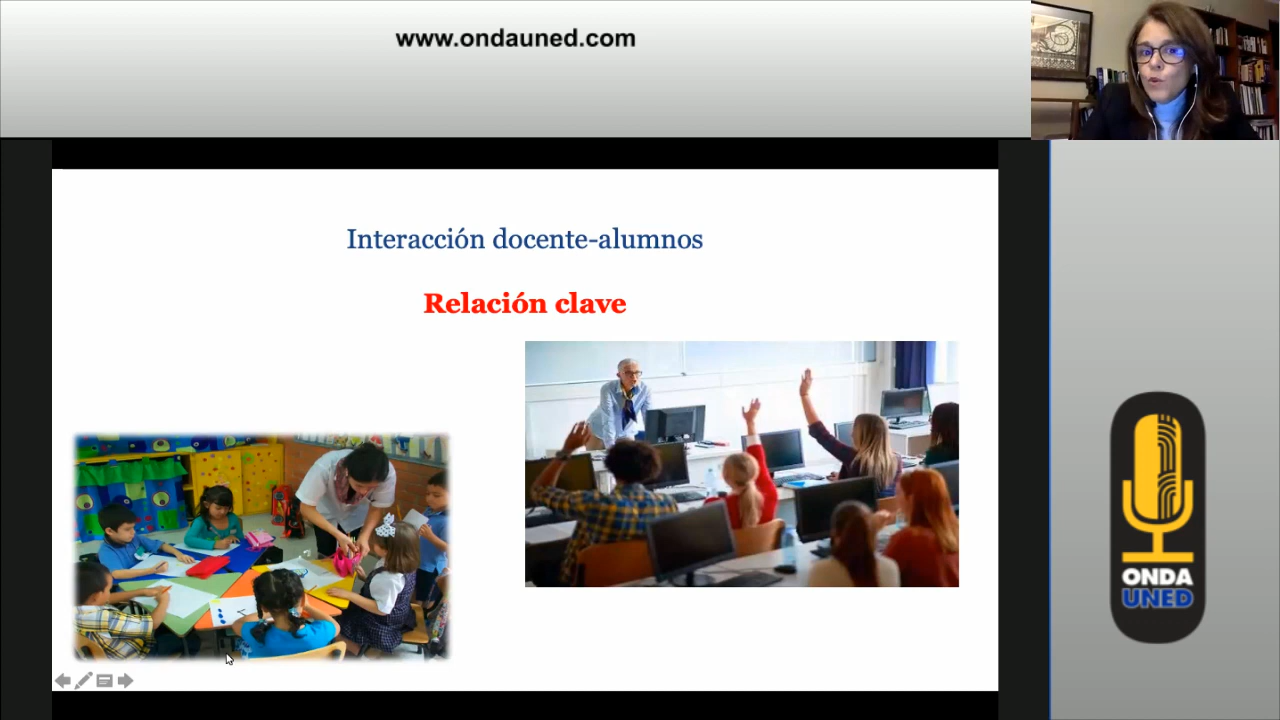 www.ondauned.com
Interacción docente-alumnos
Relación clave
ONDA
UNED